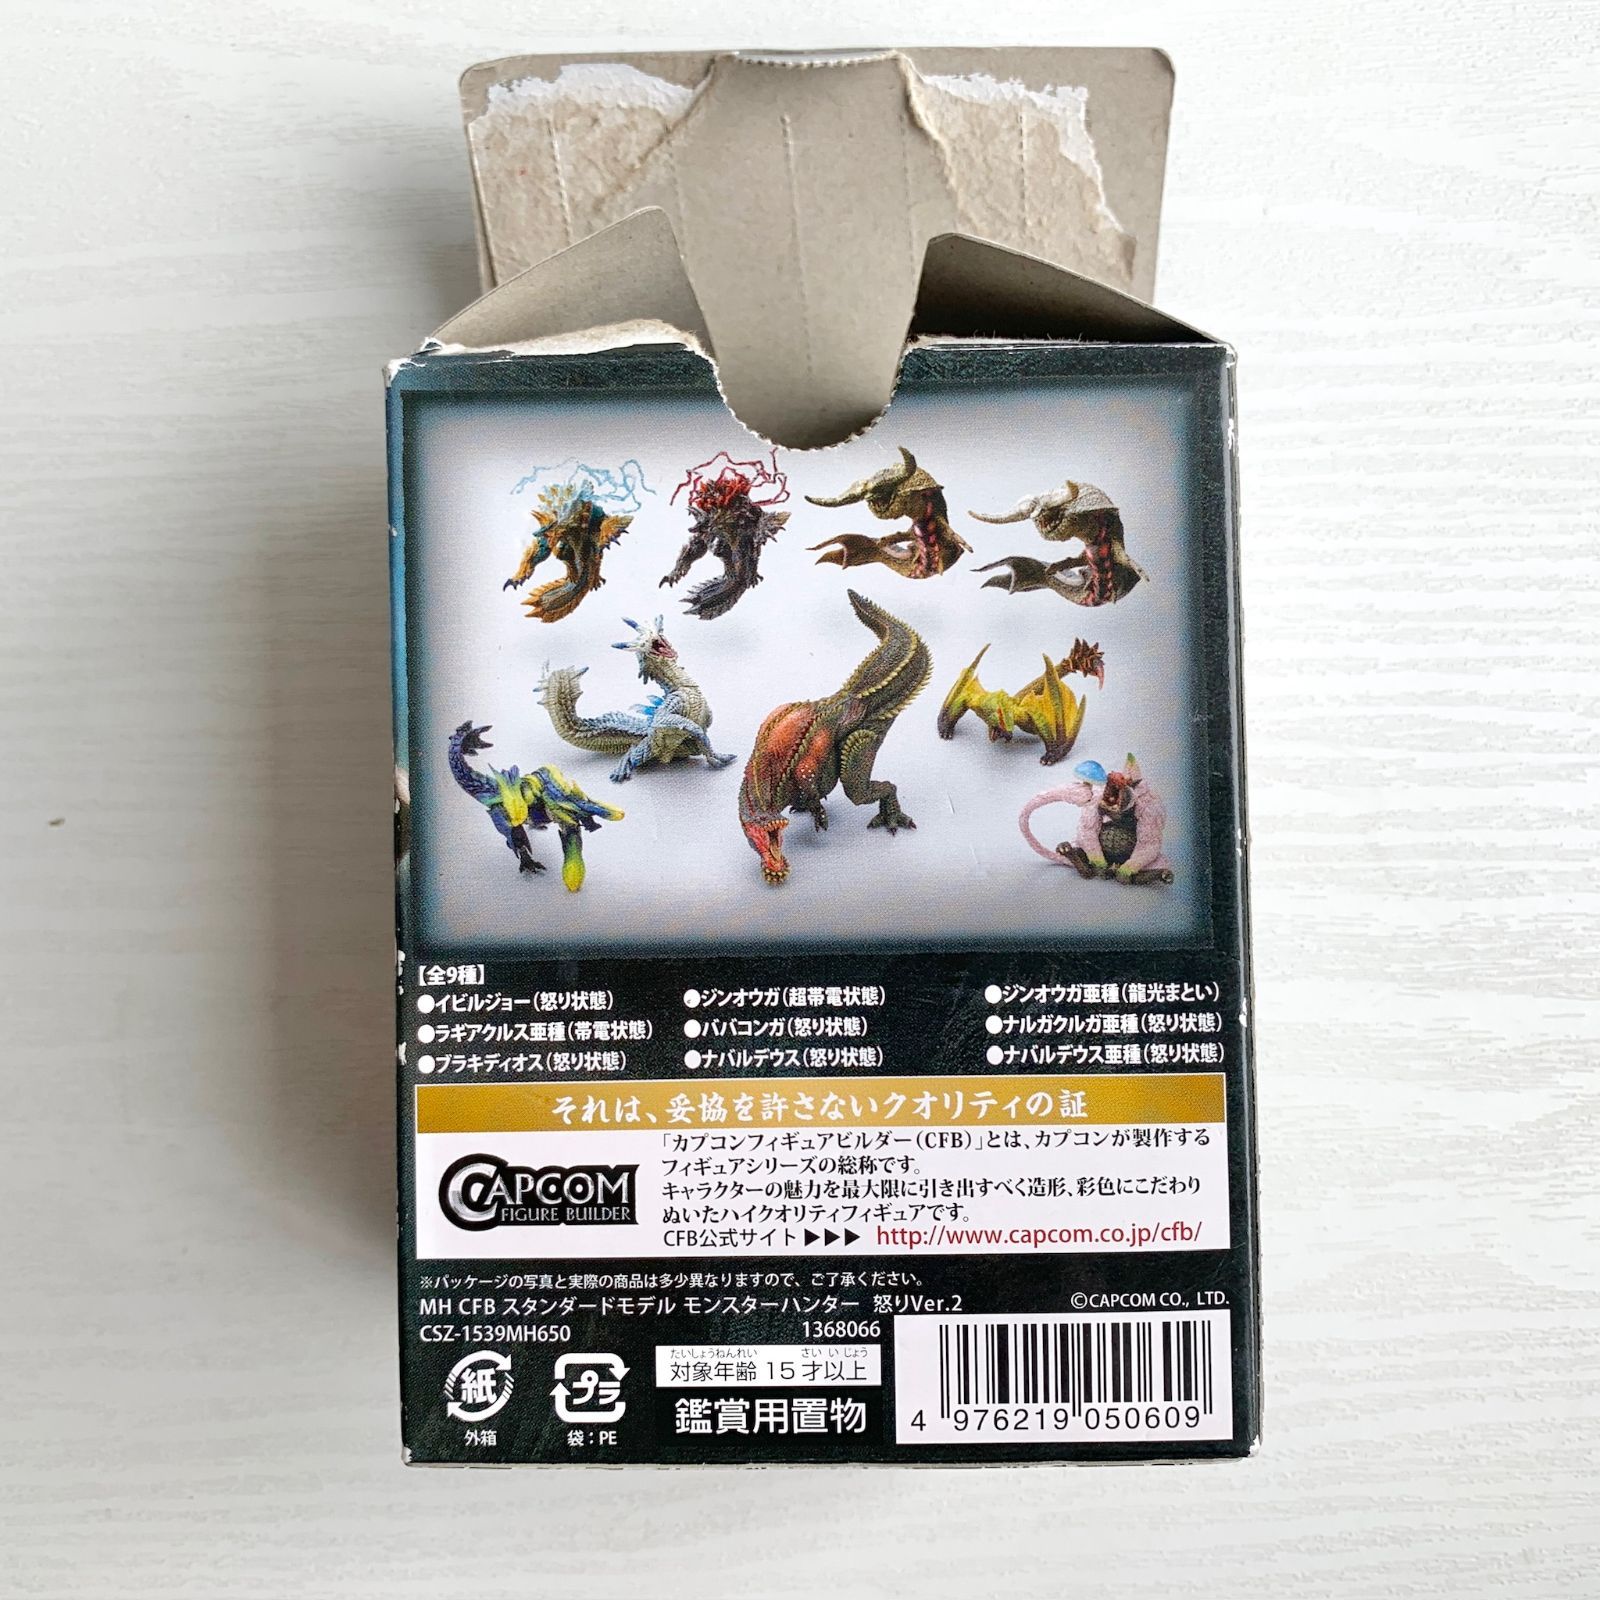 【全9種】
●イビルジョー（怒り状態） ●ジンオウガ（超帯電状態） ●ジンオウガ亜種（龍光まとい）
●ラギアクルス亜種（帯電状態） ●ババコンガ（怒り状態） ●ナルガクルガ亜種（怒り状態）
●ブラキディオス（怒り状態） ●ナバルデウス（怒り状態） ●ナバルデウス亜種（怒り状態）
それは、妥協を許さないクオリティの証
CAPCOM
FIGURE BUILDER
「カプコンフィギュアビルダー（CFB）」とは、カプコンが製作する
フィギュアシリーズの総称です。
キャラクターの魅力を最大限に引き出すべく造形、彩色にこだわり
ぬいたハイクオリティフィギュアです。
CFB公式サイト▶▶▶ http://www.capcom.co.jp/cfb/
※パッケージの写真と実際の商品は多少異なりますので、ご了承ください。
MH CFB スタンダードモデル モンスターハンター 怒りVer.2 ©CAPCOM CO., LTD.
CSZ-1539MH650 1368066
紙
外箱
プラ
袋：PE
たいしょうねんれい さいいじょう
対象年齢 15才以上
鑑賞用置物
4 976219 050609